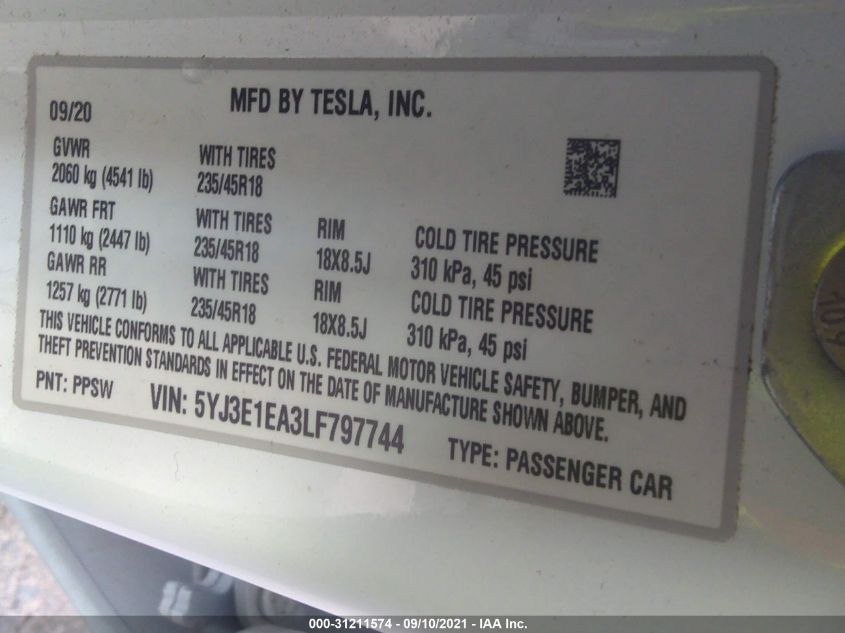 MFD BY TESLA, INC.
09/20
GVWR
2060 kg (4541 lb)
WITH TIRES
235/45R18
GAWR FRT
1110 kg (2447 lb)
WITH TIRES
235/45R18
RIM
18X8.5J
COLD TIRE PRESSURE
310 kPa, 45 psi
GAWR RR
1257 kg (2771 lb)
WITH TIRES
235/45R18
RIM
18X8.5J
COLD TIRE PRESSURE
310 kPa, 45 psi
THIS VEHICLE CONFORMS TO ALL APPLICABLE U.S. FEDERAL MOTOR VEHICLE SAFETY, BUMPER, AND
THEFT PREVENTION STANDARDS IN EFFECT ON THE DATE OF MANUFACTURE SHOWN ABOVE.
PNT: PPSW
VIN: 5YJ3E1EA3LF797744
TYPE: PASSENGER CAR
000-31211574 - 09/10/2021 - IAA Inc.